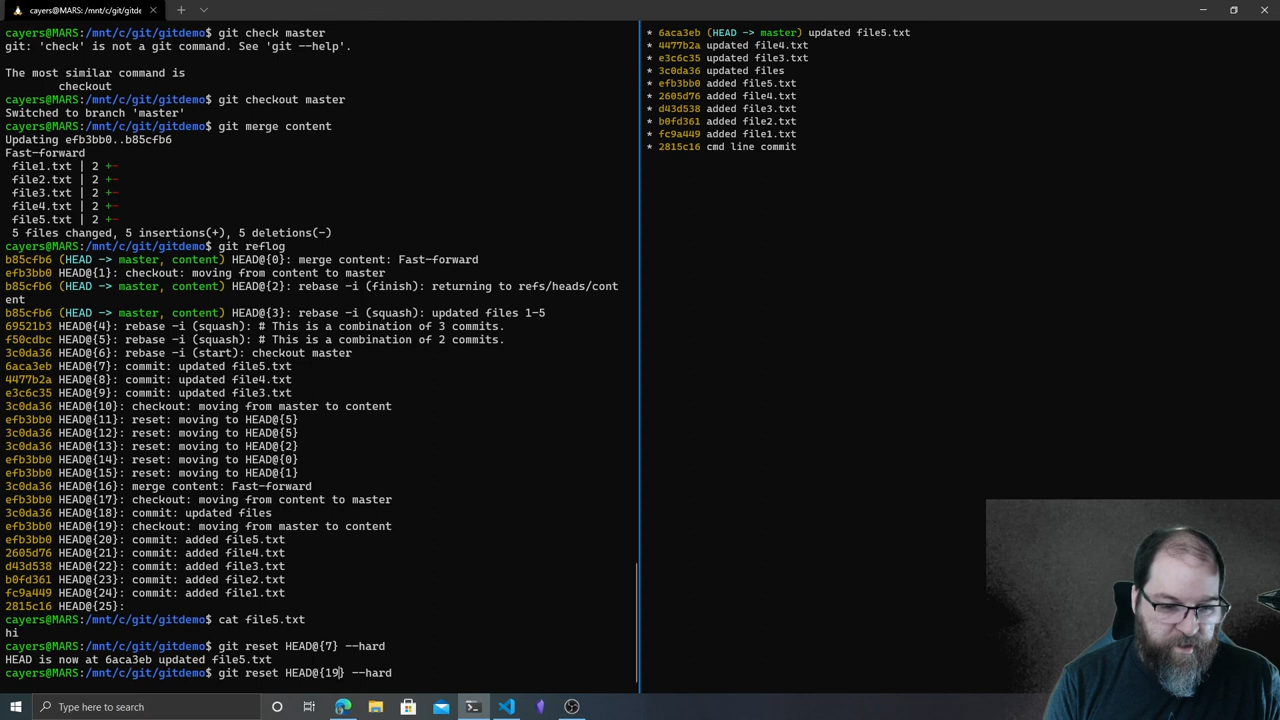 cayers@MARS: /mnt/c/git/gitde
cayers@MARS:/mnt/c/git/gitdemo$ git check master
git: 'check' is not a git command. See 'git --help'.
The most similar command is
checkout
cayers@MARS:/mnt/c/git/gitdemo$ git checkout master
Switched to branch 'master'
cayers@MARS:/mnt/c/git/gitdemo$ git merge content
Updating efb3bb0..b85cfb6
Fast-forward
file1.txt | 2 +-
file2.txt | 2 +-
file3.txt | 2 +-
file4.txt | 2 +-
file5.txt | 2 +-
5 files changed, 5 insertions(+), 5 deletions(-)
cayers@MARS:/mnt/c/git/gitdemo$ git reflog
b85cfb6 (HEAD -> master, content) HEAD@{0}: merge content: Fast-forward
efb3bb0 HEAD@{1}: checkout: moving from content to master
b85cfb6 (HEAD -> master, content) HEAD@{2}: rebase -i (finish): returning to refs/heads/cont
ent
b85cfb6 (HEAD -> master, content) HEAD@{3}: rebase -i (squash): updated files 1-5
69521b3 HEAD@{4}: rebase -i (squash): # This is a combination of 3 commits.
f50cdbc HEAD@{5}: rebase -i (squash): # This is a combination of 2 commits.
3c0da36 HEAD@{6}: rebase -i (start): checkout master
6aca3eb HEAD@{7}: commit: updated file5.txt
4477b2a HEAD@{8}: commit: updated file4.txt
e3c6c35 HEAD@{9}: commit: updated file3.txt
3c0da36 HEAD@{10}: checkout: moving from master to content
efb3bb0 HEAD@{11}: reset: moving to HEAD@{5}
3c0da36 HEAD@{12}: reset: moving to HEAD@{5}
3c0da36 HEAD@{13}: reset: moving to HEAD@{2}
efb3bb0 HEAD@{14}: reset: moving to HEAD@{0}
efb3bb0 HEAD@{15}: reset: moving to HEAD@{1}
3c0da36 HEAD@{16}: merge content: Fast-forward
efb3bb0 HEAD@{17}: checkout: moving from content to master
3c0da36 HEAD@{18}: commit: updated files
efb3bb0 HEAD@{19}: checkout: moving from master to content
efb3bb0 HEAD@{20}: commit: added file5.txt
2605d76 HEAD@{21}: commit: added file4.txt
d43d538 HEAD@{22}: commit: added file3.txt
b0fd361 HEAD@{23}: commit: added file2.txt
fc9a449 HEAD@{24}: commit: added file1.txt
2815c16 HEAD@{25}:
cayers@MARS:/mnt/c/git/gitdemo$ cat file5.txt
hi
cayers@MARS:/mnt/c/git/gitdemo$ git reset HEAD@{7} --hard
HEAD is now at 6aca3eb updated file5.txt
cayers@MARS:/mnt/c/git/gitdemo$ git reset HEAD@{19} --hard
* 6aca3eb (HEAD -> master) updated file5.txt
* 4477b2a updated file4.txt
* e3c6c35 updated file3.txt
* 3c0da36 updated files
* efb3bb0 added file5.txt
* 2605d76 added file4.txt
* d43d538 added file3.txt
* b0fd361 added file2.txt
* fc9a449 added file1.txt
* 2815c16 cmd line commit
Type here to search